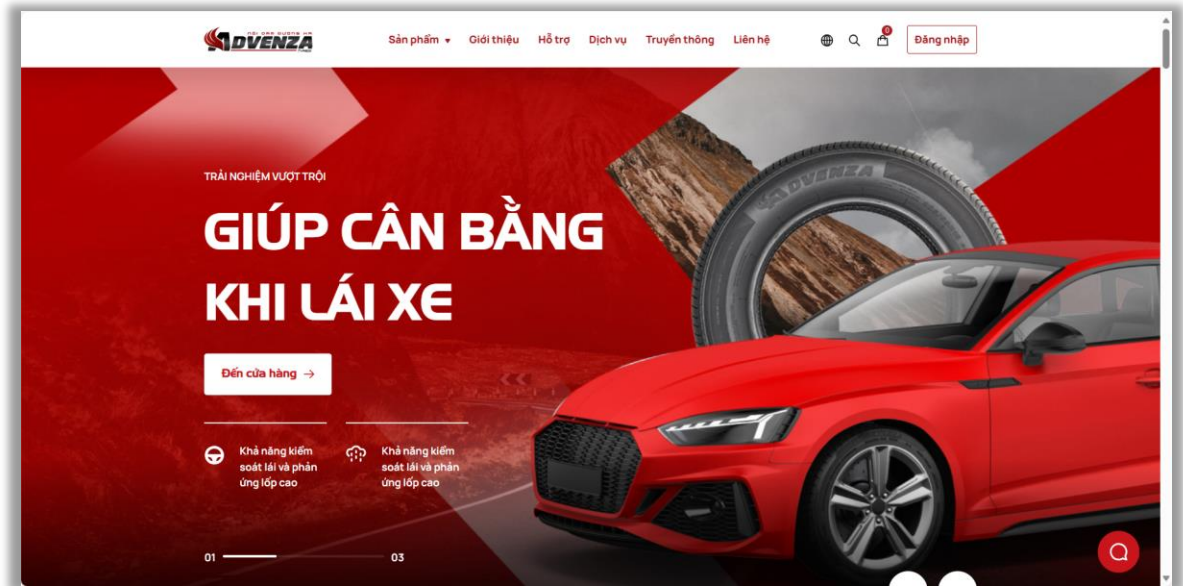 ADVENZA
Sản phẩm
Giới thiệu
Hỗ trợ
Dịch vụ
Truyền thông
Liên hệ
0
Đăng nhập
TRẢI NGHIỆM VƯỢT TRỘI
GIÚP CÂN BẰNG
KHI LÁI XE
ADVENZA
Đến cửa hàng →
Khả năng kiểm
soát lái và phản
ứng lốp cao
Khả năng kiểm
soát lái và phản
ứng lốp cao
01
03